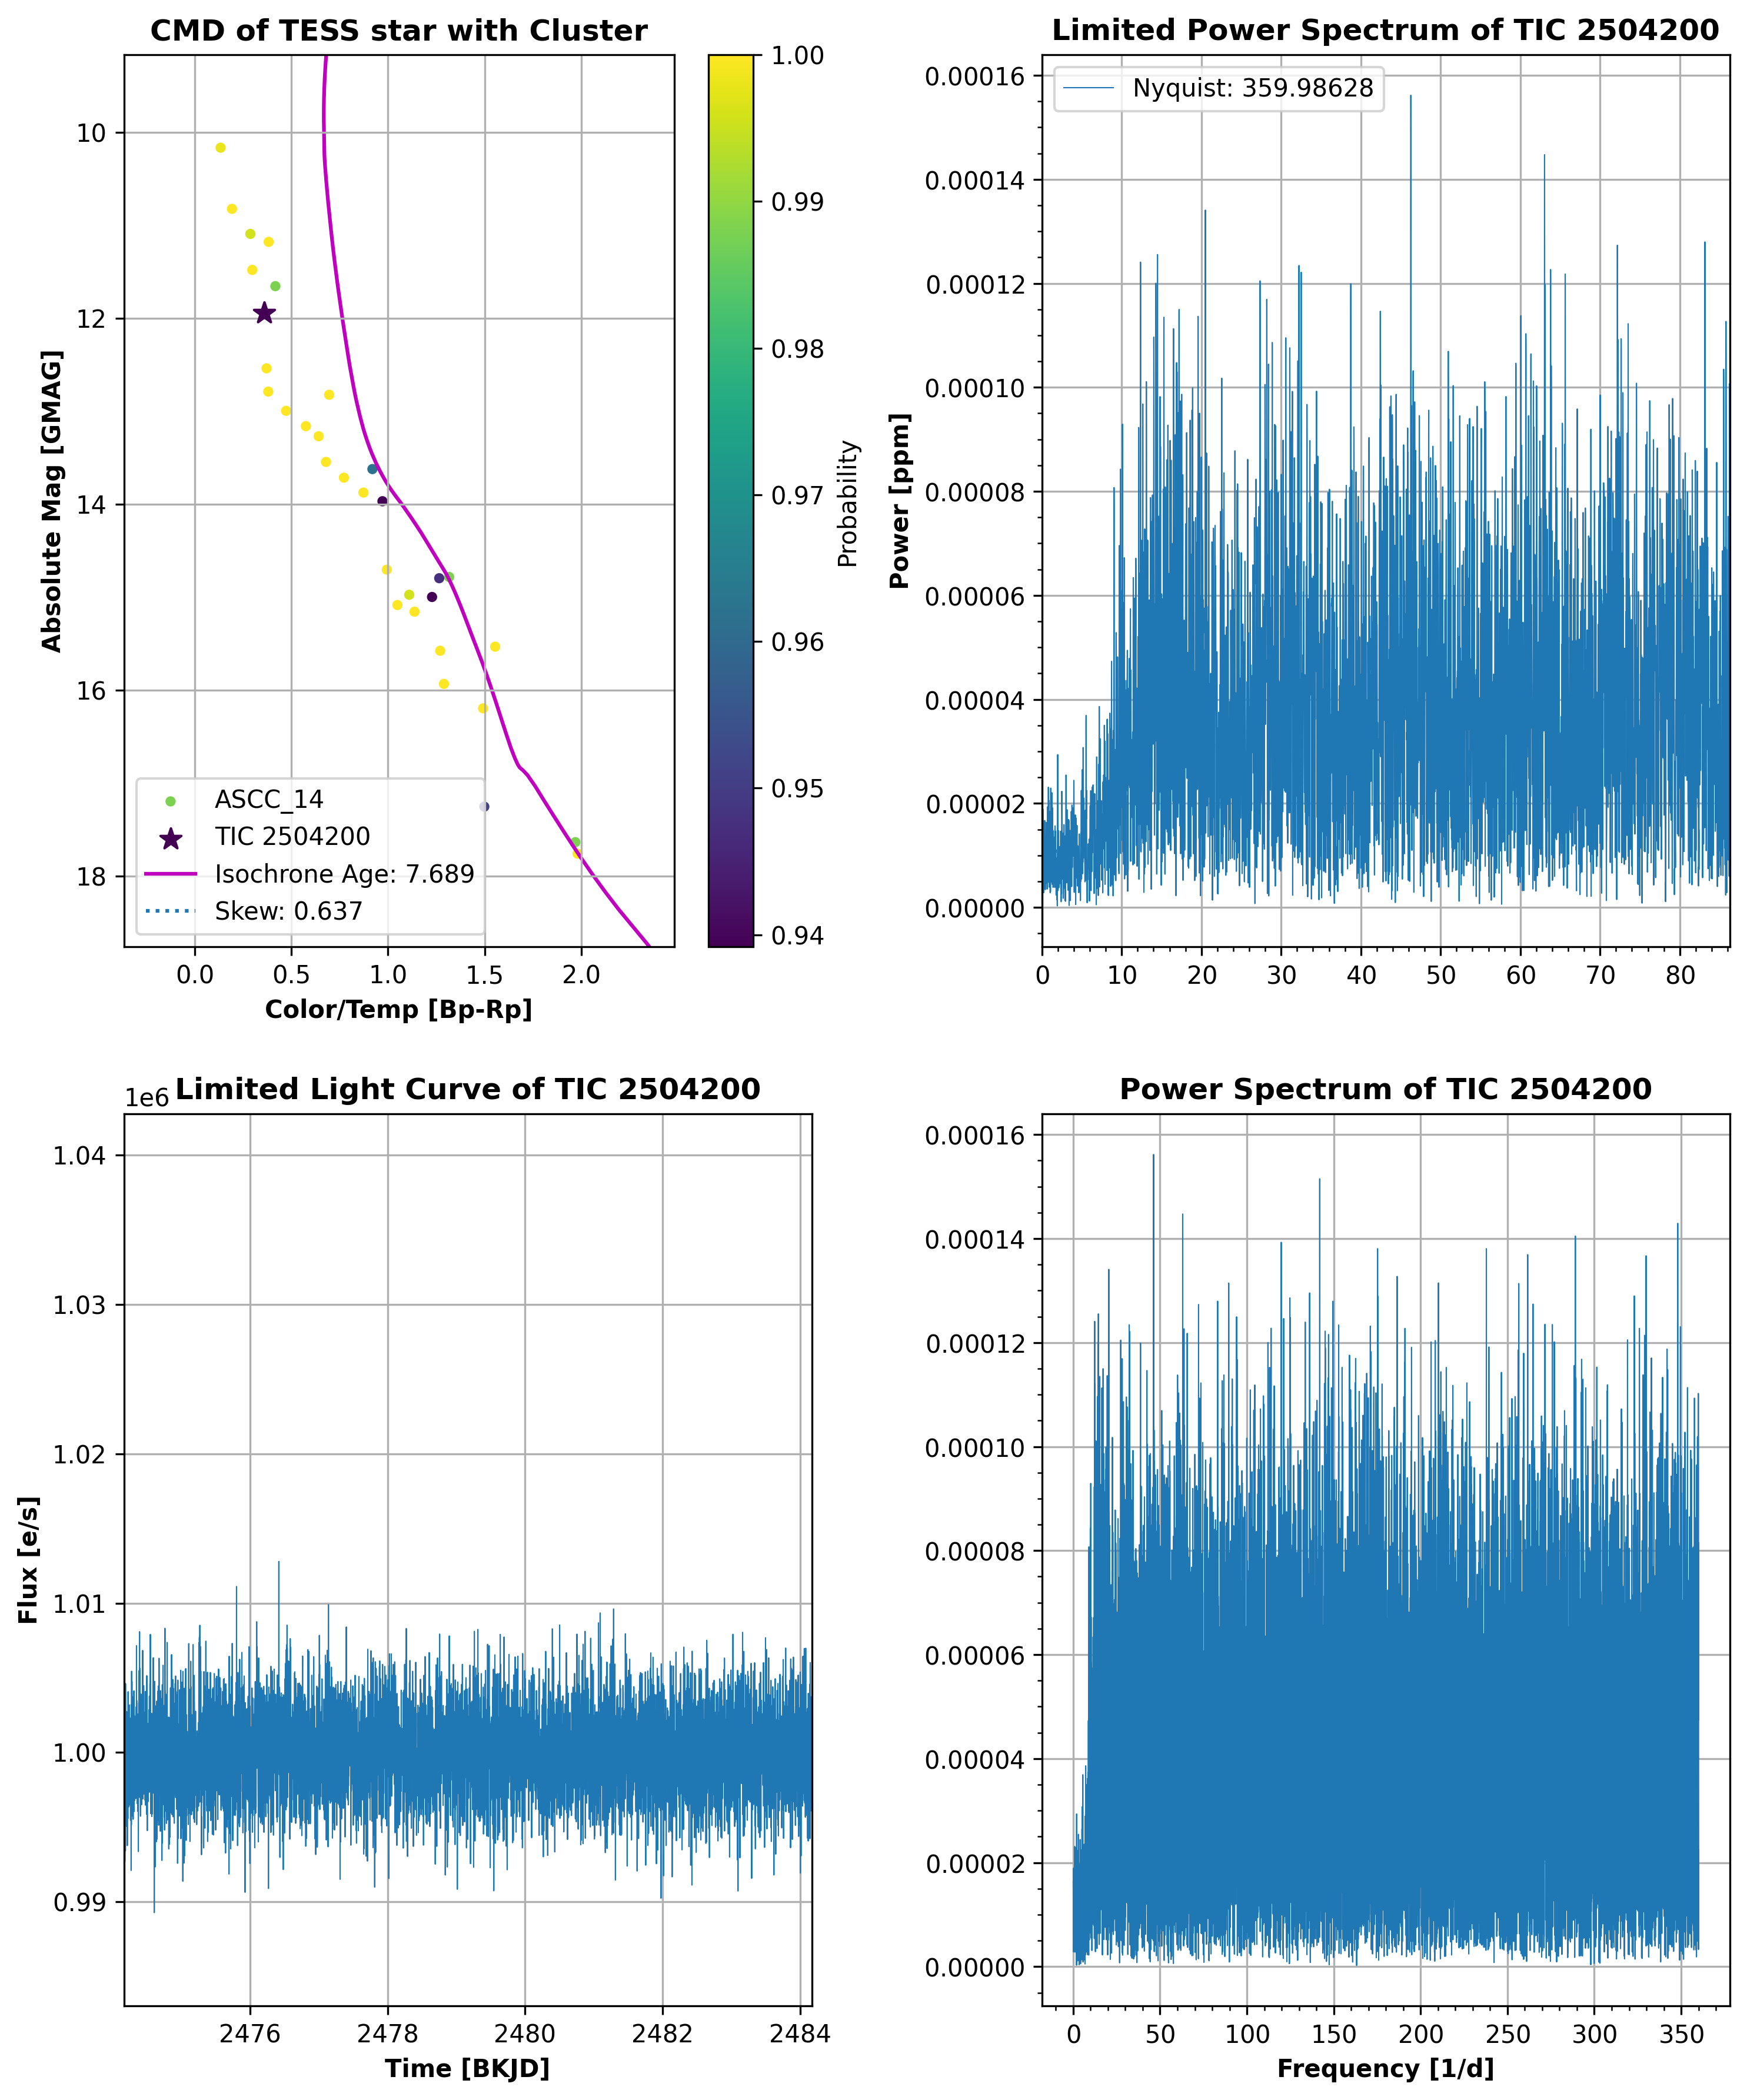 CMD of TESS star with Cluster
10
12
14
16
18
Absolute Mag [GMAG]
0.0 0.5 1.0 1.5 2.0
Color/Temp [Bp-Rp]
ASCC_14
TIC 2504200
Isochrone Age: 7.689
Skew: 0.637
1.00
0.99
0.98
0.97
0.96
0.95
0.94
Probability
Limited Power Spectrum of TIC 2504200
Nyquist: 359.98628
0.00016
0.00014
0.00012
0.00010
0.00008
0.00006
0.00004
0.00002
0.00000
Power [ppm]
0 10 20 30 40 50 60 70 80
Limited Light Curve of TIC 2504200
1e6
1.04
1.03
1.02
1.01
1.00
0.99
Flux [e/s]
2476 2478 2480 2482 2484
Time [BKJD]
Power Spectrum of TIC 2504200
0.00016
0.00014
0.00012
0.00010
0.00008
0.00006
0.00004
0.00002
0.00000
0 50 100 150 200 250 300 350
Frequency [1/d]